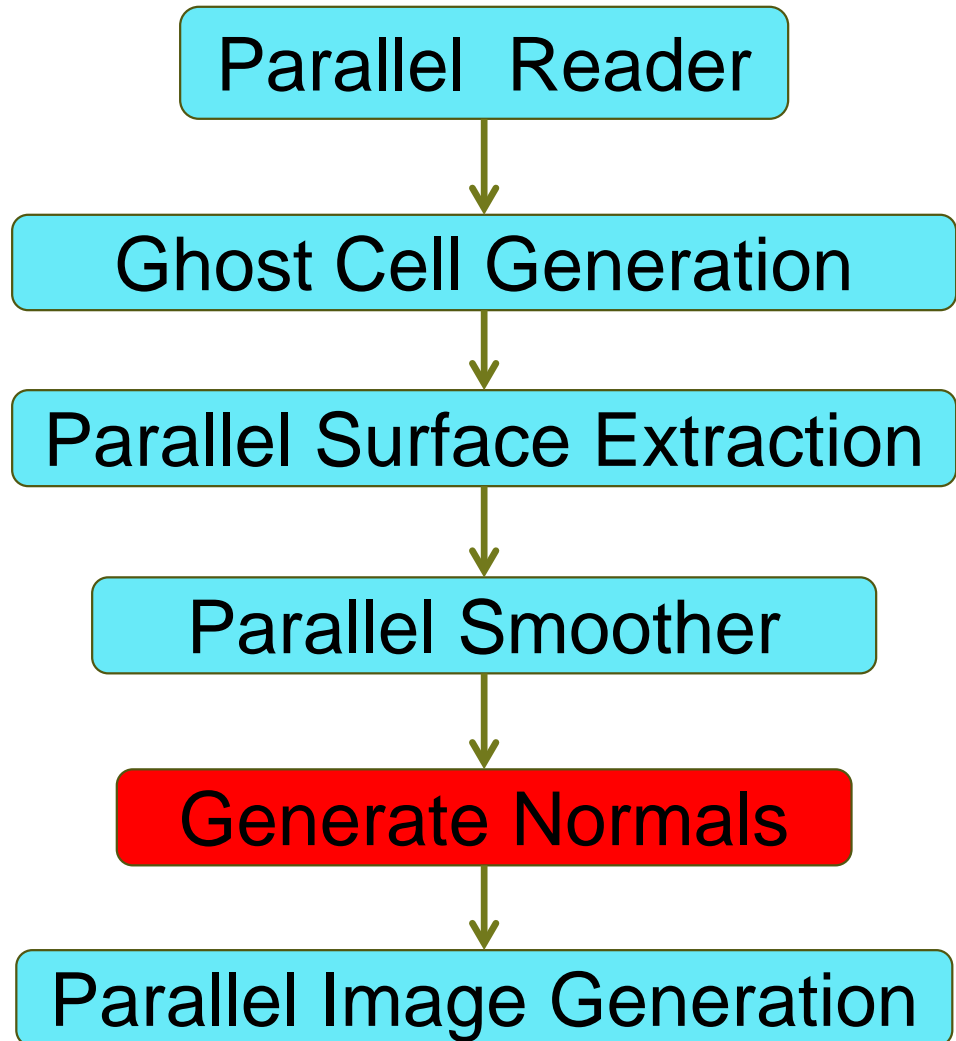 Parallel  Reader
Ghost Cell Generation
Parallel Surface Extraction
Parallel Smoother
Generate Normals
Parallel Image Generation